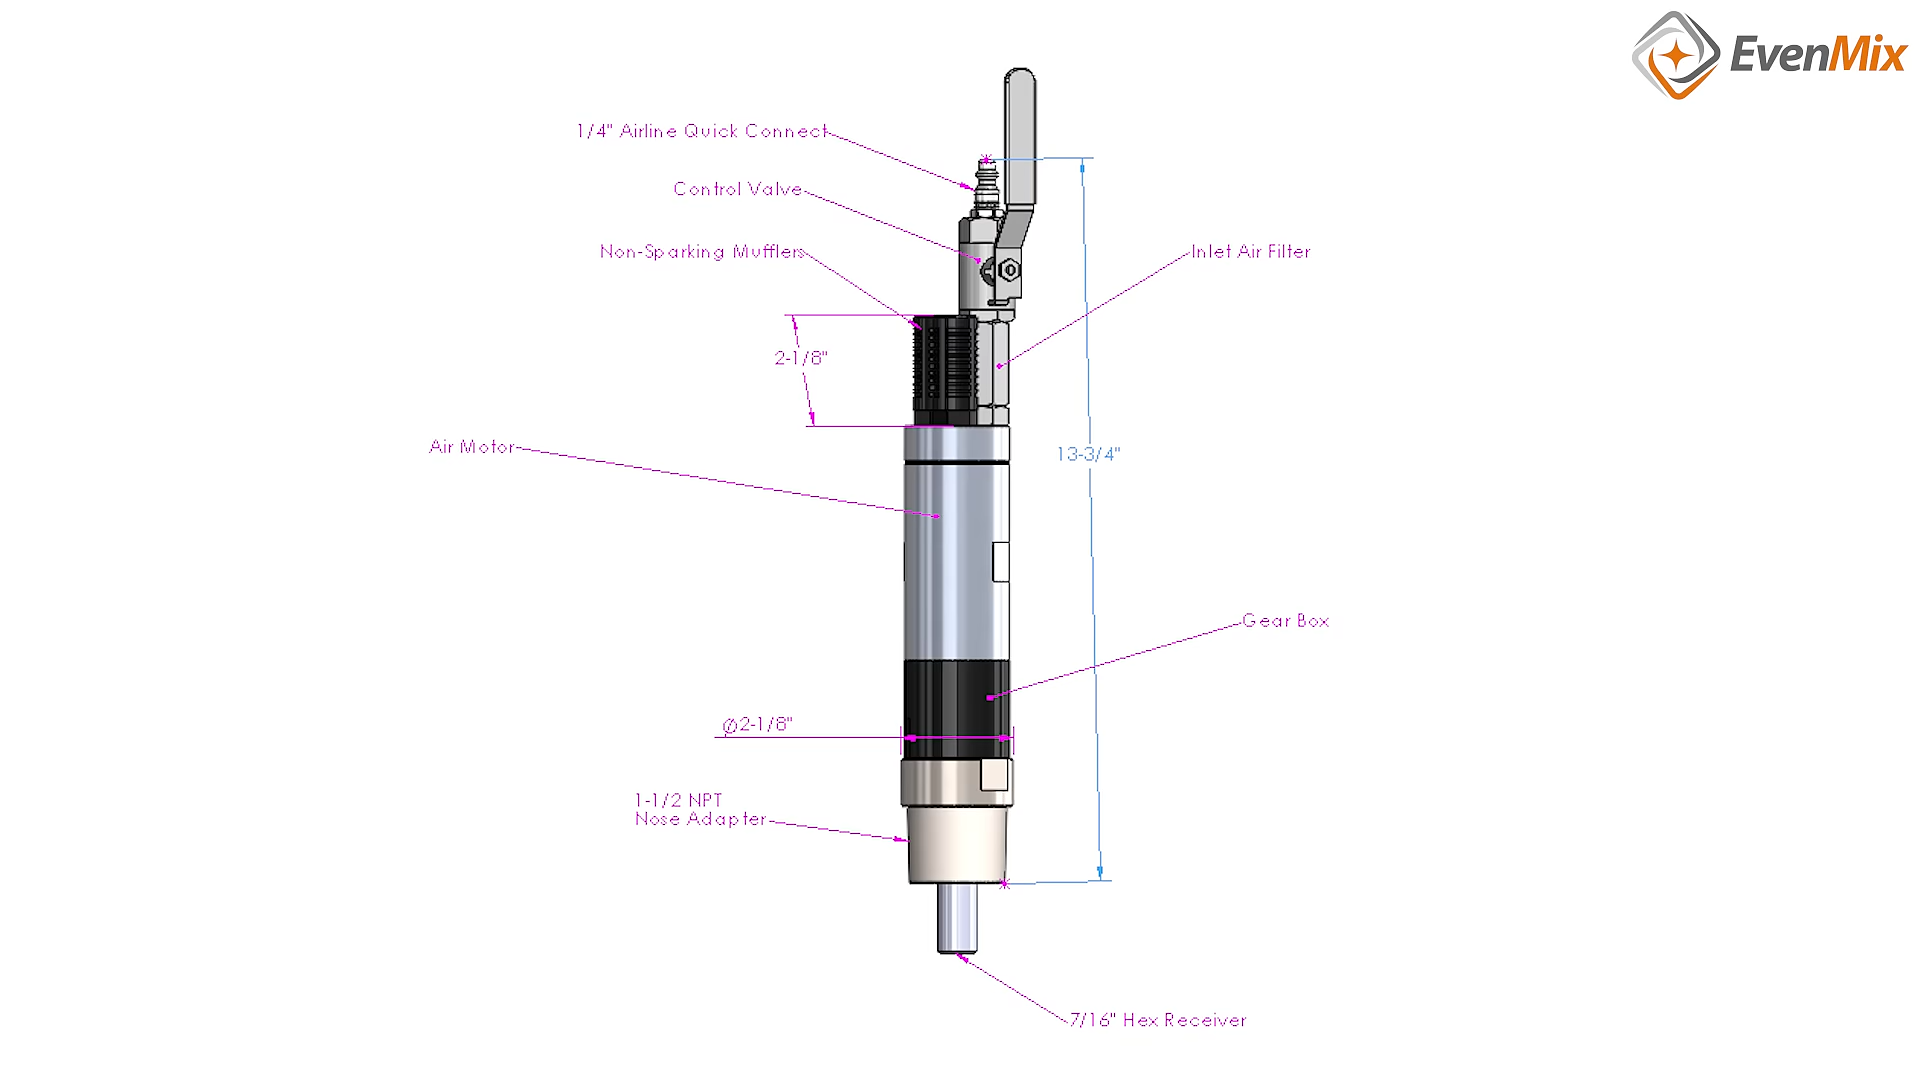 EvenMix
1/4" Airline Quick Connect
Control Valve
Non-Sparking Mufflers
Inlet Air Filter
2-1/8"
Air Motor
13-3/4"
Gear Box
⌀2-1/8"
1-1/2 NPT
Nose Adapter
7/16" Hex Receiver